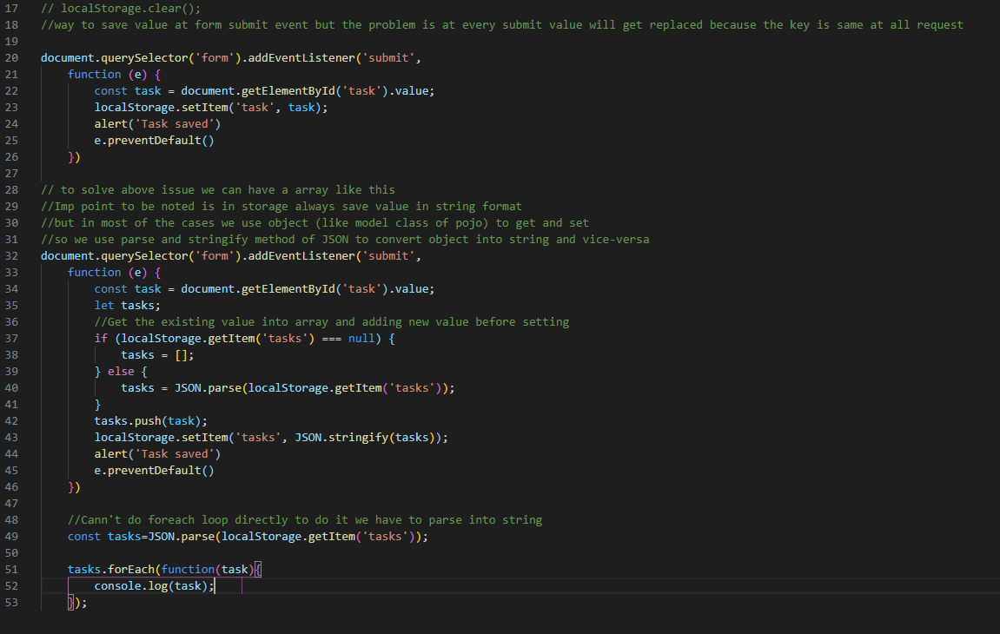 17 // localStorage.clear();
18 //way to save value at form submit event but the problem is at every submit value will get replaced because the key is same at all request
19
20 document.querySelector('form').addEventListener('submit',
21     function (e) {
22         const task = document.getElementById('task').value;
23         localStorage.setItem('task', task);
24         alert('Task saved')
25         e.preventDefault()
26     })
27
28 // to solve above issue we can have a array like this
29 //Imp point to be noted is in storage always save value in string format
30 //but in most of the cases we use object (like model class of pojo) to get and set
31 //so we use parse and stringify method of JSON to convert object into string and vice-versa
32 document.querySelector('form').addEventListener('submit',
33     function (e) {
34         const task = document.getElementById('task').value;
35         let tasks;
36         //Get the existing value into array and adding new value before setting
37         if (localStorage.getItem('tasks') === null) {
38             tasks = [];
39         } else {
40             tasks = JSON.parse(localStorage.getItem('tasks'));
41         }
42         tasks.push(task);
43         localStorage.setItem('tasks', JSON.stringify(tasks));
44         alert('Task saved')
45         e.preventDefault()
46     })
47
48     //Cann't do foreach loop directly to do it we have to parse into string
49     const tasks=JSON.parse(localStorage.getItem('tasks'));
50
51     tasks.forEach(function(task){
52         console.log(task);
53     });